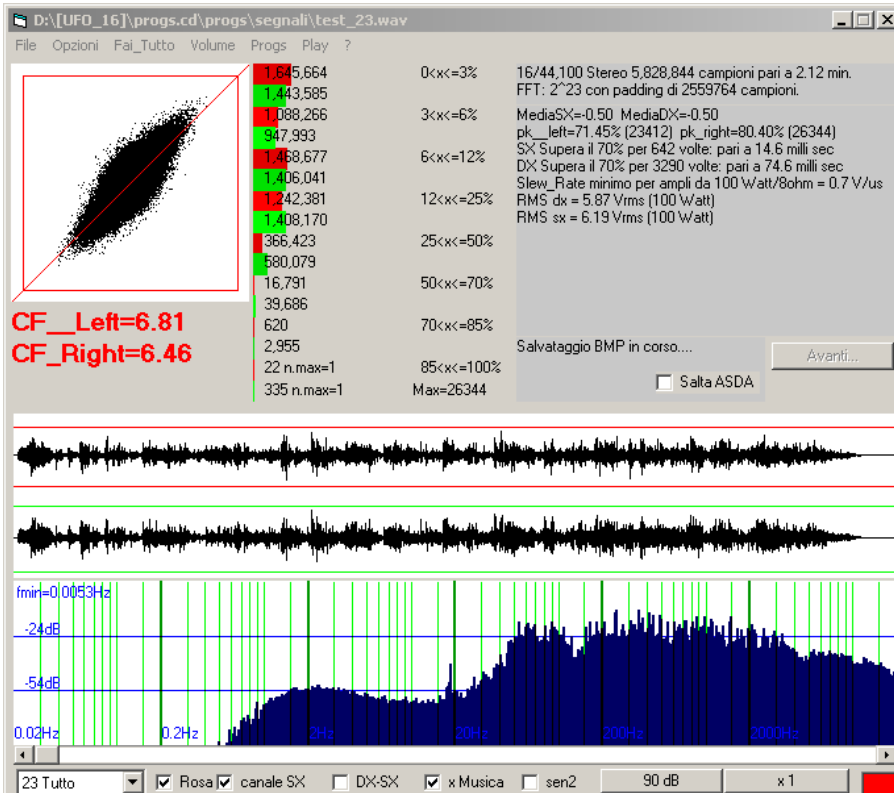 D:\[UFO_16]\progs.cd\progs\segnali\test_23.wav
File Opzioni Fai_Tutto Volume Progs Play ?
1,645,664 0<x<=3%
1,443,585
1,088,266 3<x<=6%
947,993
1,468,677 6<x<=12%
1,406,041
1,242,381 12<x<=25%
1,408,170
366,423 25<x<=50%
580,079
16,791 50<x<=70%
39,686
620 70<x<=85%
2,955
22 n.max=1 85<x<=100%
335 n.max=1 Max=26344
16/44,100 Stereo 5,828,844 campioni pari a 2.12 min.
FFT: 2^23 con padding di 2559764 campioni.
MediaSX=-0.50 MediaDX=-0.50
pk__left=71.45% (23412) pk_right=80.40% (26344)
SX Supera il 70% per 642 volte: pari a 14.6 milli sec
DX Supera il 70% per 3290 volte: pari a 74.6 milli sec
Slew_Rate minimo per ampli da 100 Watt/8ohm = 0.7 V/us
RMS dx = 5.87 Vrms (100 Watt)
RMS sx = 6.19 Vrms (100 Watt)
CF__Left=6.81
CF_Right=6.46
Salvataggio BMP in corso....
Avanti...
Salta ASDA
fmin=0.0053Hz
-24dB
-54dB
0.02Hz 0.2Hz 2Hz 20Hz 200Hz 2000Hz
23 Tutto Rosa canale SX DX-SX x Musica sen2 90 dB x 1